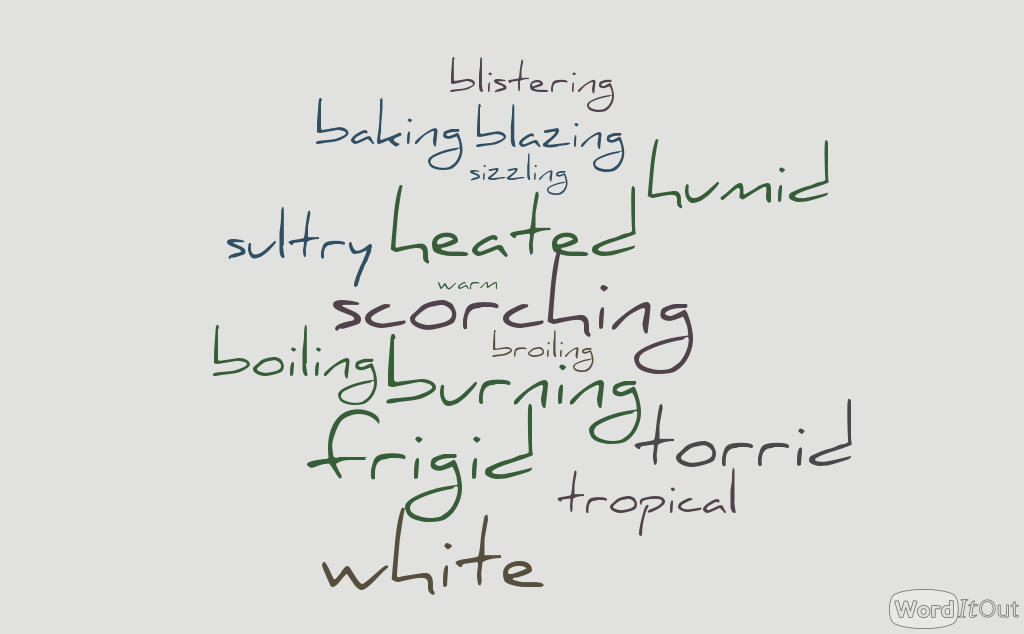 blistering
baking blazing
sizzling
humid
sultry heated
warm
scorching
broiling
boiling burning
frigid torrid
tropical
white
WordItOut